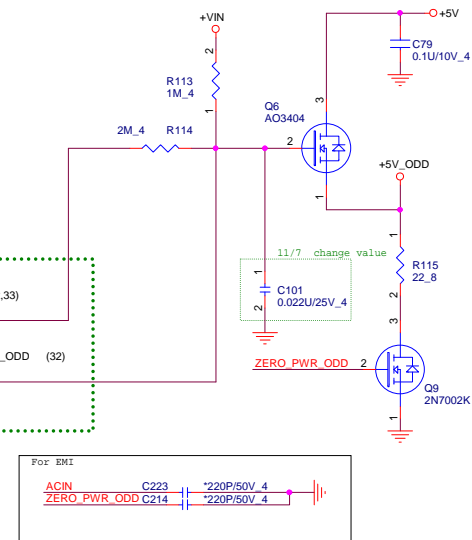 +VIN
+5V
2
C79
0.1U/10V_4
R113
1M_4
1
Q6
AO3404
3
2M_4 R114
2
1
+5V_ODD
11/7 change value
1
C101
0.022U/25V_4
2
1
R115
22_8
2
3
ZERO_PWR_ODD 2
Q9
2N7002K
1
,33)
_ODD (32)
For EMI
ACIN C223 *220P/50V_4
ZERO_PWR_ODD C214 *220P/50V_4